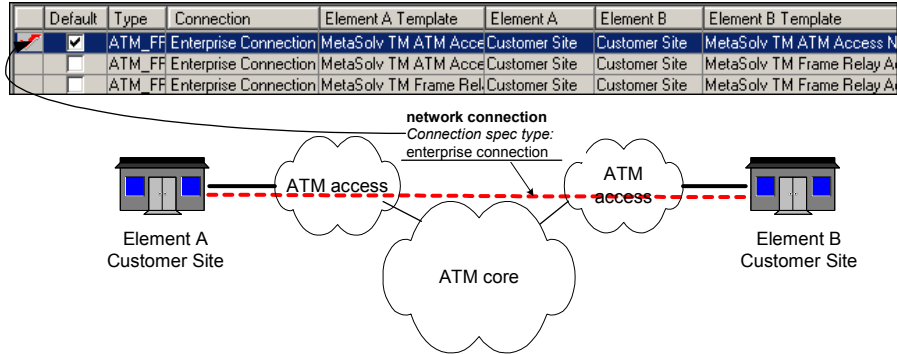 Default Type Connection Element A Template Element A Element B Element B Template
ATM_FF Enterprise Connection MetaSolv TM ATM Acce Customer Site Customer Site MetaSolv TM ATM Access N
ATM_FF Enterprise Connection MetaSolv TM ATM Acce Customer Site Customer Site MetaSolv TM Frame Relay A
ATM_FF Enterprise Connection MetaSolv TM Frame Rel Customer Site Customer Site MetaSolv TM Frame Relay A
network connection
Connection spec type:
enterprise connection
ATM access
ATM
access
Element A
Customer Site
Element B
Customer Site
ATM core